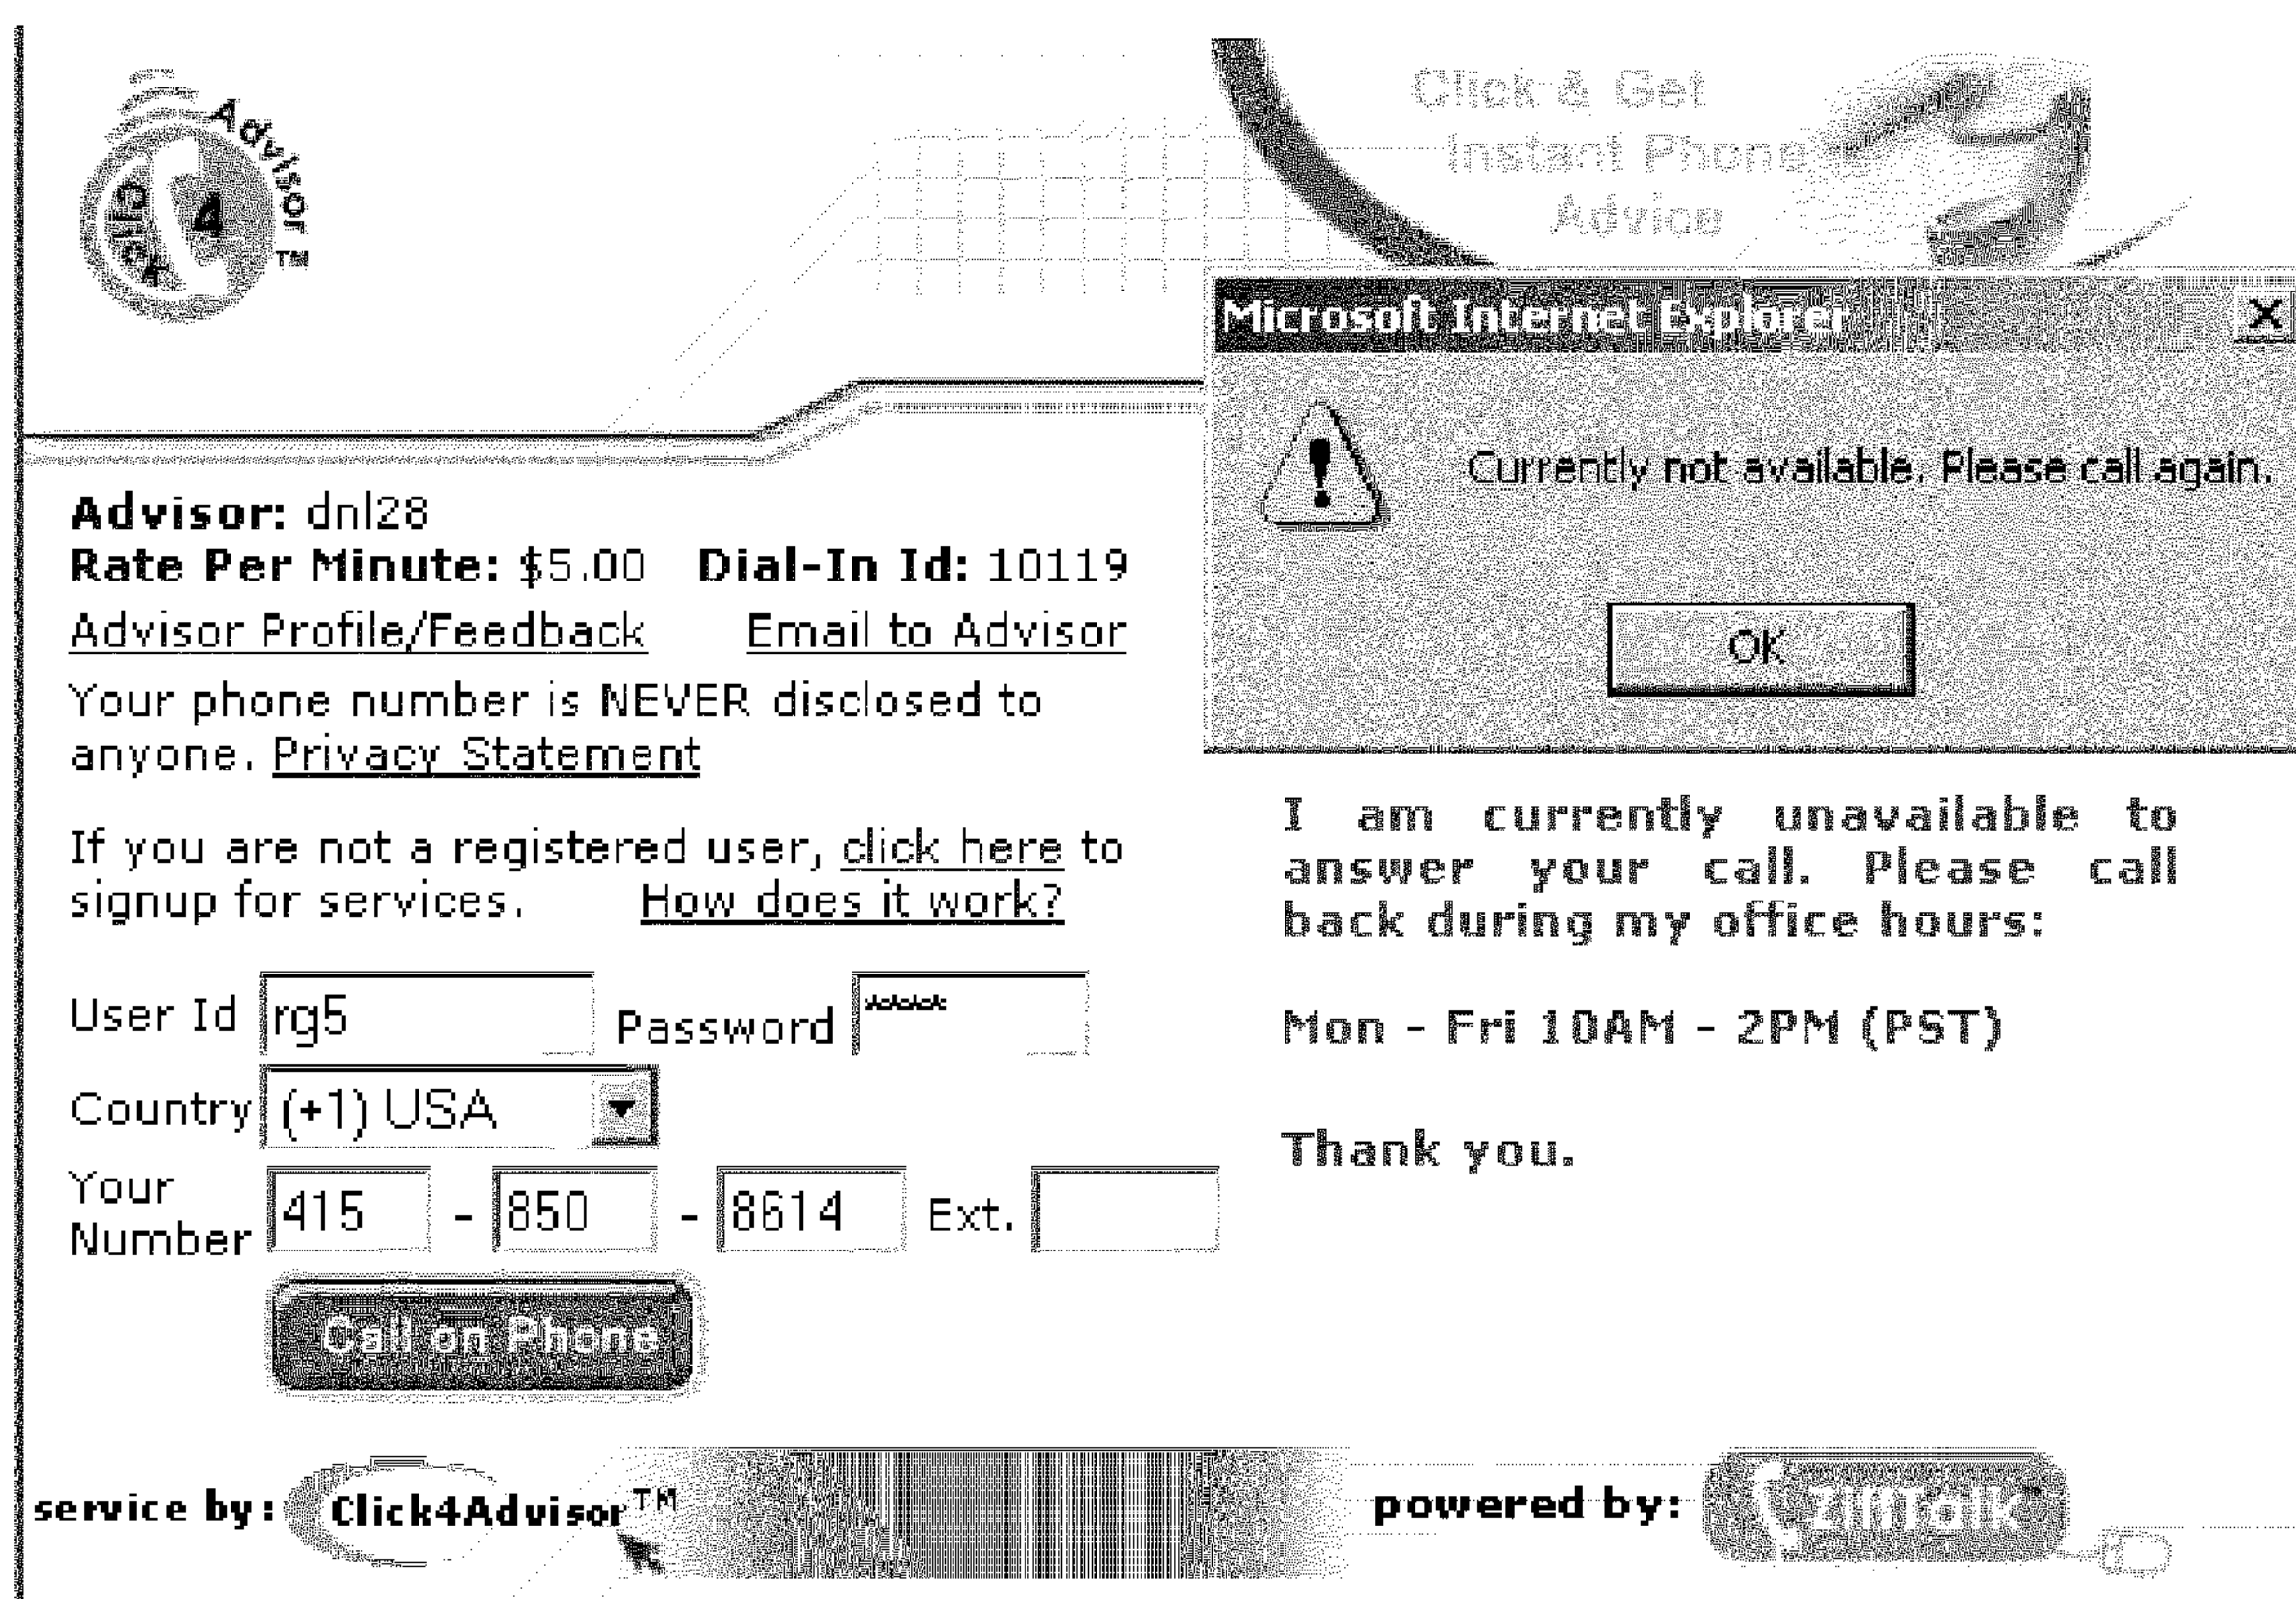 Click 4 Advisor™
Click & Get
Instant Phone
Advice
Microsoft Internet Explorer X
Currently not available. Please call again.
OK
Advisor: dnl28
Rate Per Minute: $5.00 Dial-In Id: 10119
Advisor Profile/Feedback Email to Advisor
Your phone number is NEVER disclosed to
anyone. Privacy Statement
If you are not a registered user, click here to
signup for services. How does it work?
User Id rg5 Password ****
Country (+1) USA
Your
Number 415 - 850 - 8614 Ext.
Call on Phone
I am currently unavailable to
answer your call. Please call
back during my office hours:
Mon - Fri 10AM - 2PM (PST)
Thank you.
service by: Click4Advisor™ powered by: